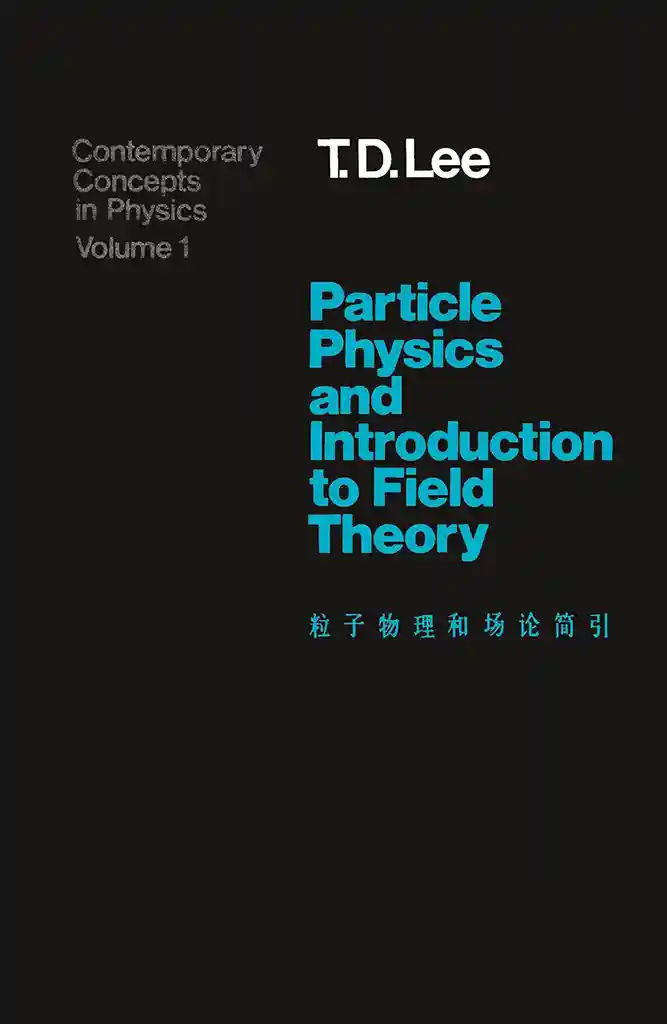 Contemporary
Concepts
in Physics
Volume 1
T.D. Lee
Particle
Physics
and
Introduction
to Field
Theory
粒子物理和场论简引